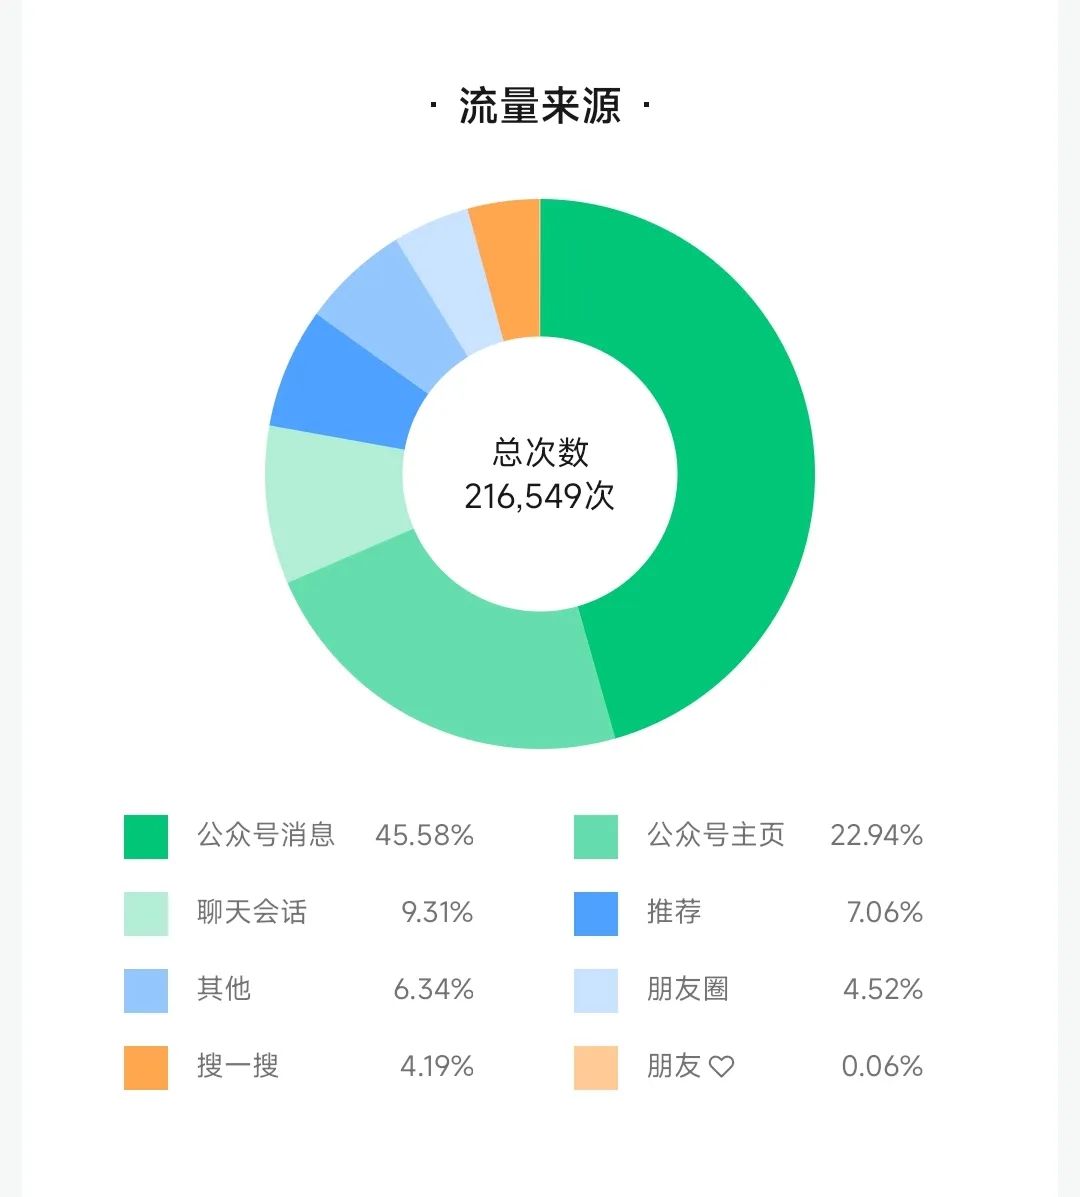 · 流量来源 ·
总次数
216,549次
公众号消息 45.58% 公众号主页 22.94%
聊天会话 9.31% 推荐 7.06%
其他 6.34% 朋友圈 4.52%
搜一搜 4.19% 朋友♡ 0.06%